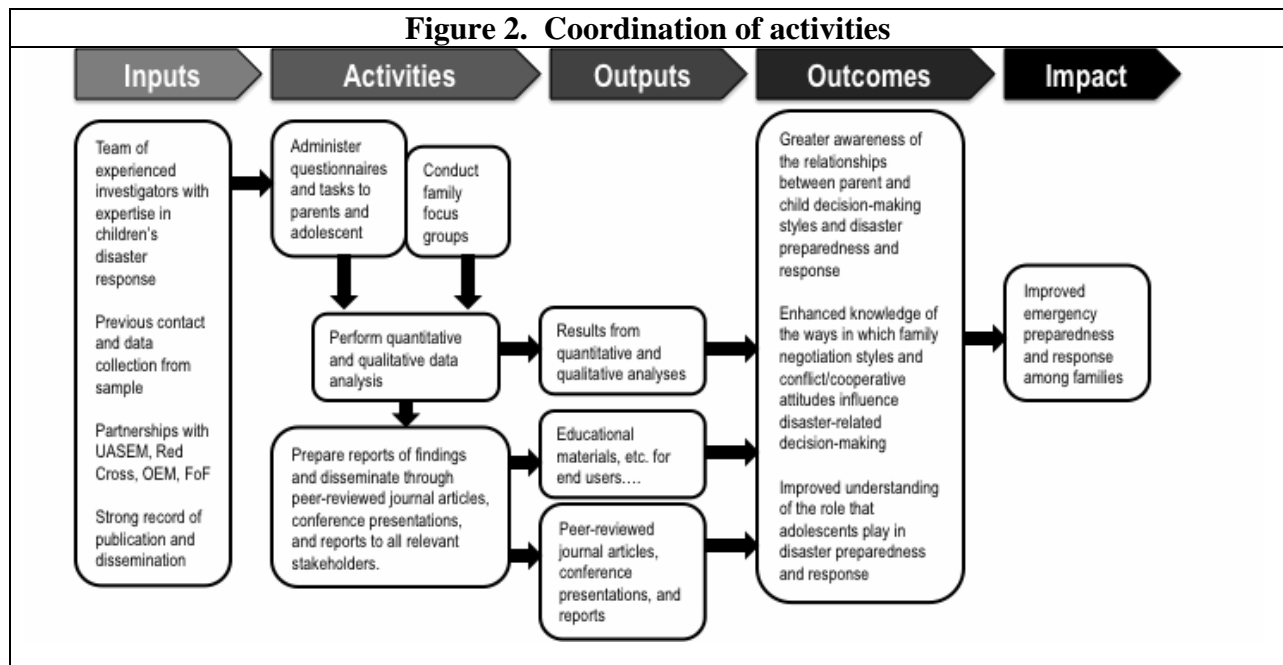 Figure 2. Coordination of activities
Inputs
Activities
Outputs
Outcomes
Impact
Team of
experienced
investigators with
expertise in
children's
disaster
response
Previous contact
and data
collection from
sample
Partnerships with
UASEM, Red
Cross, OEM, FoF
Strong record of
publication and
dissemination
Administer
questionnaires
and tasks to
parents and
adolescent
Conduct
family
focus
groups
Perform quantitative
and qualitative data
analysis
Prepare reports of findings
and disseminate through
peer-reviewed journal articles,
conference presentations,
and reports to all relevant
stakeholders.
Results from
quantitative and
qualitative analyses
Educational
materials, etc. for
end users....
Peer-reviewed
journal articles,
conference
presentations, and
reports
Greater awareness of
the relationships
between parent and
child decision-making
styles and disaster
preparedness and
response
Enhanced knowledge of
the ways in which family
negotiation styles and
conflict/cooperative
attitudes influence
disaster-related
decision-making
Improved understanding
of the role that
adolescents play in
disaster preparedness
and response
Improved
emergency
preparedness
and response
among families